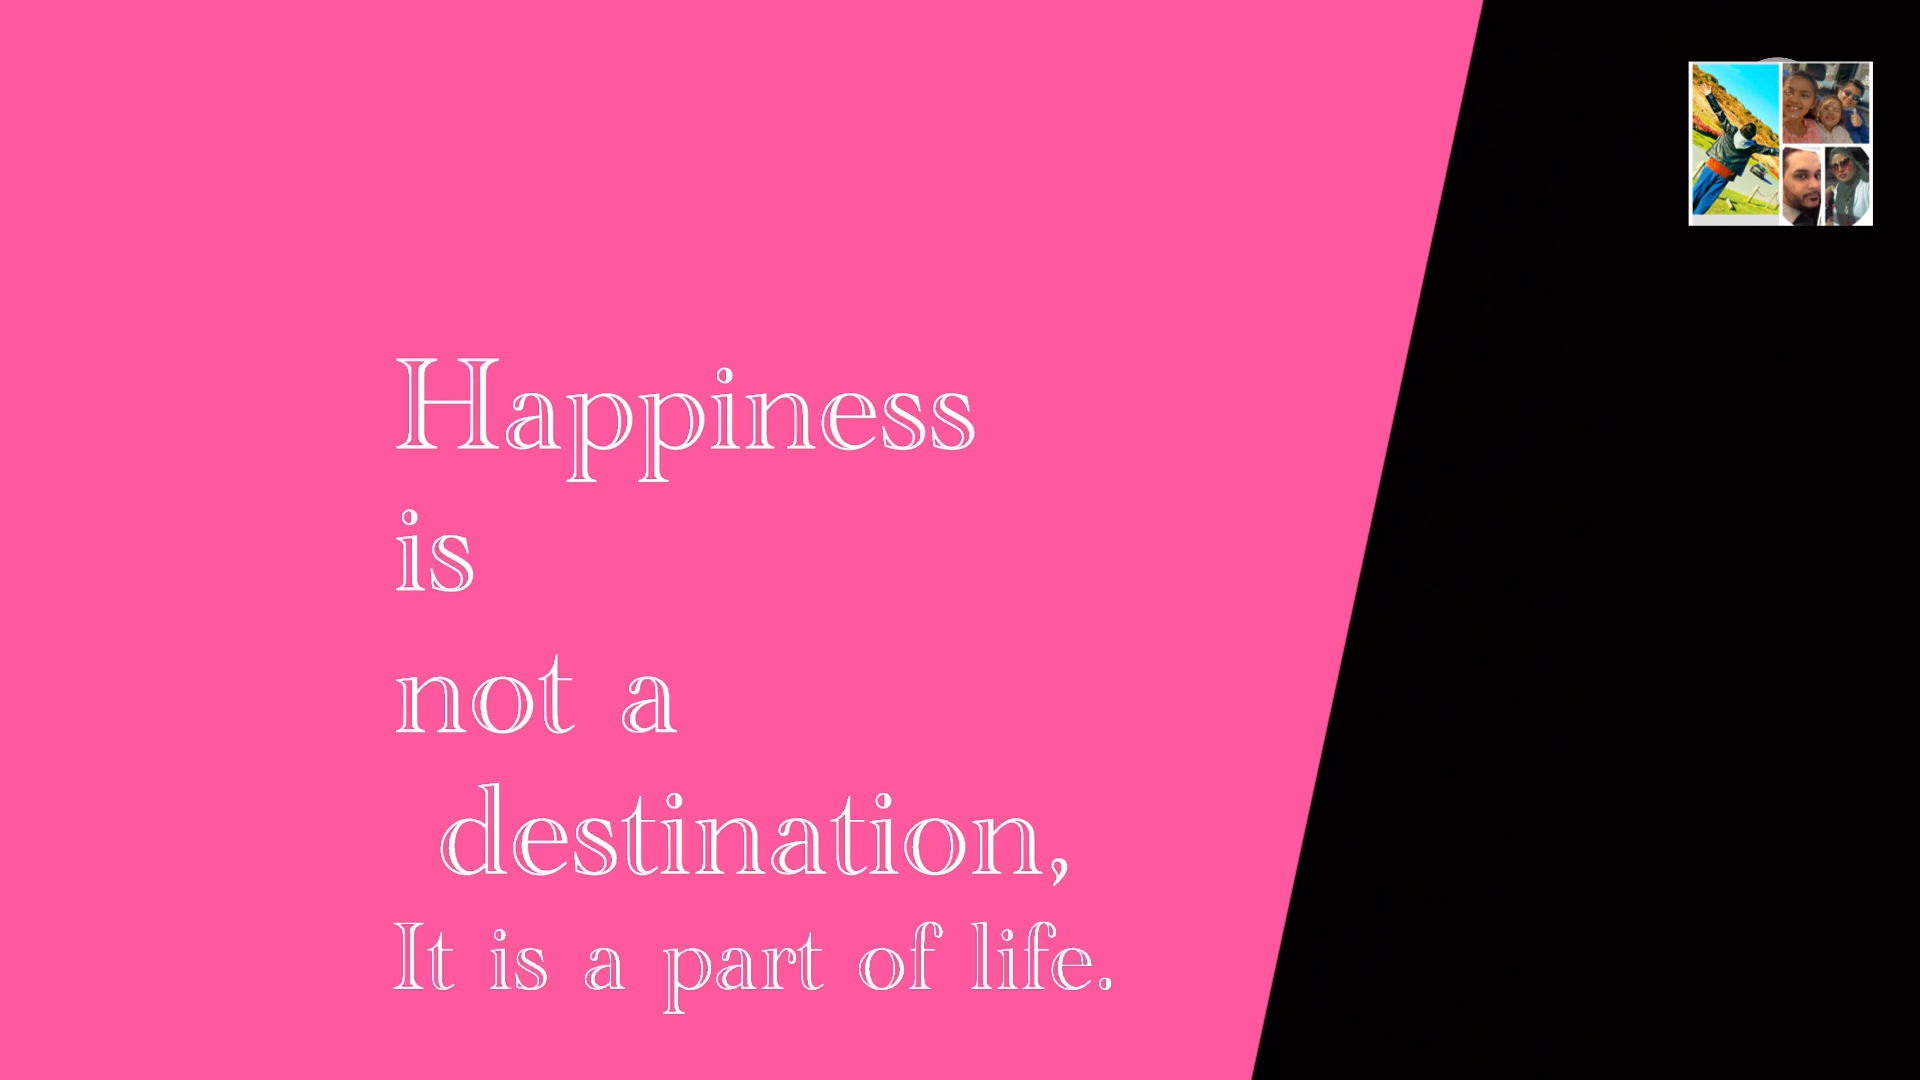 Happiness
is
not a
destination,
It is a part of life.